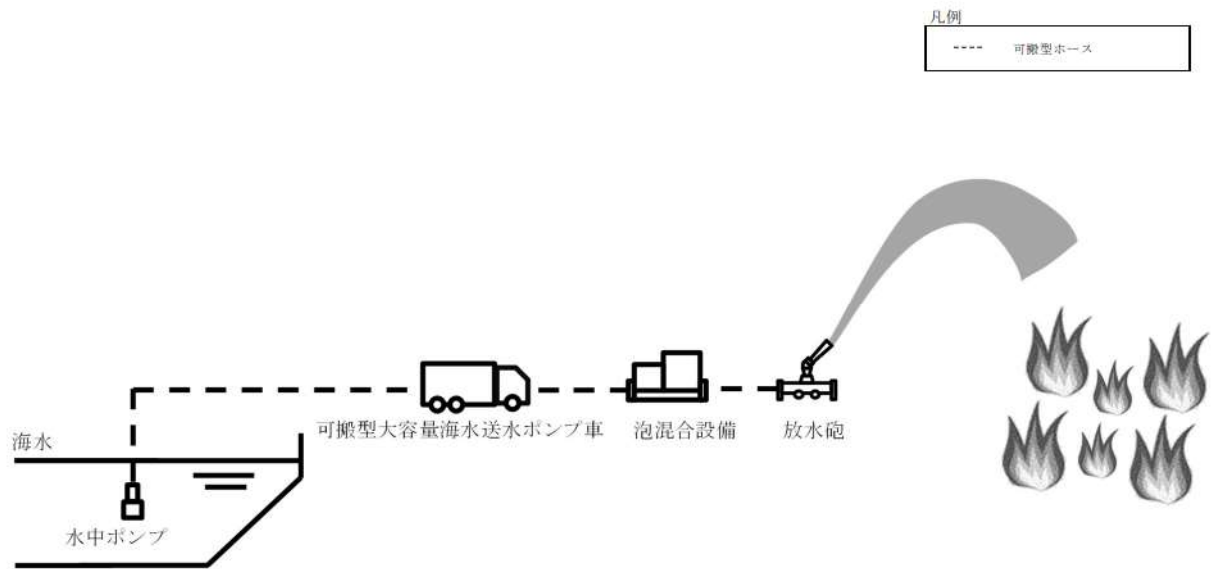 凡例
可搬型ホース
可搬型大容量海水送水ポンプ車
泡混合設備
放水砲
海水
水中ポンプ